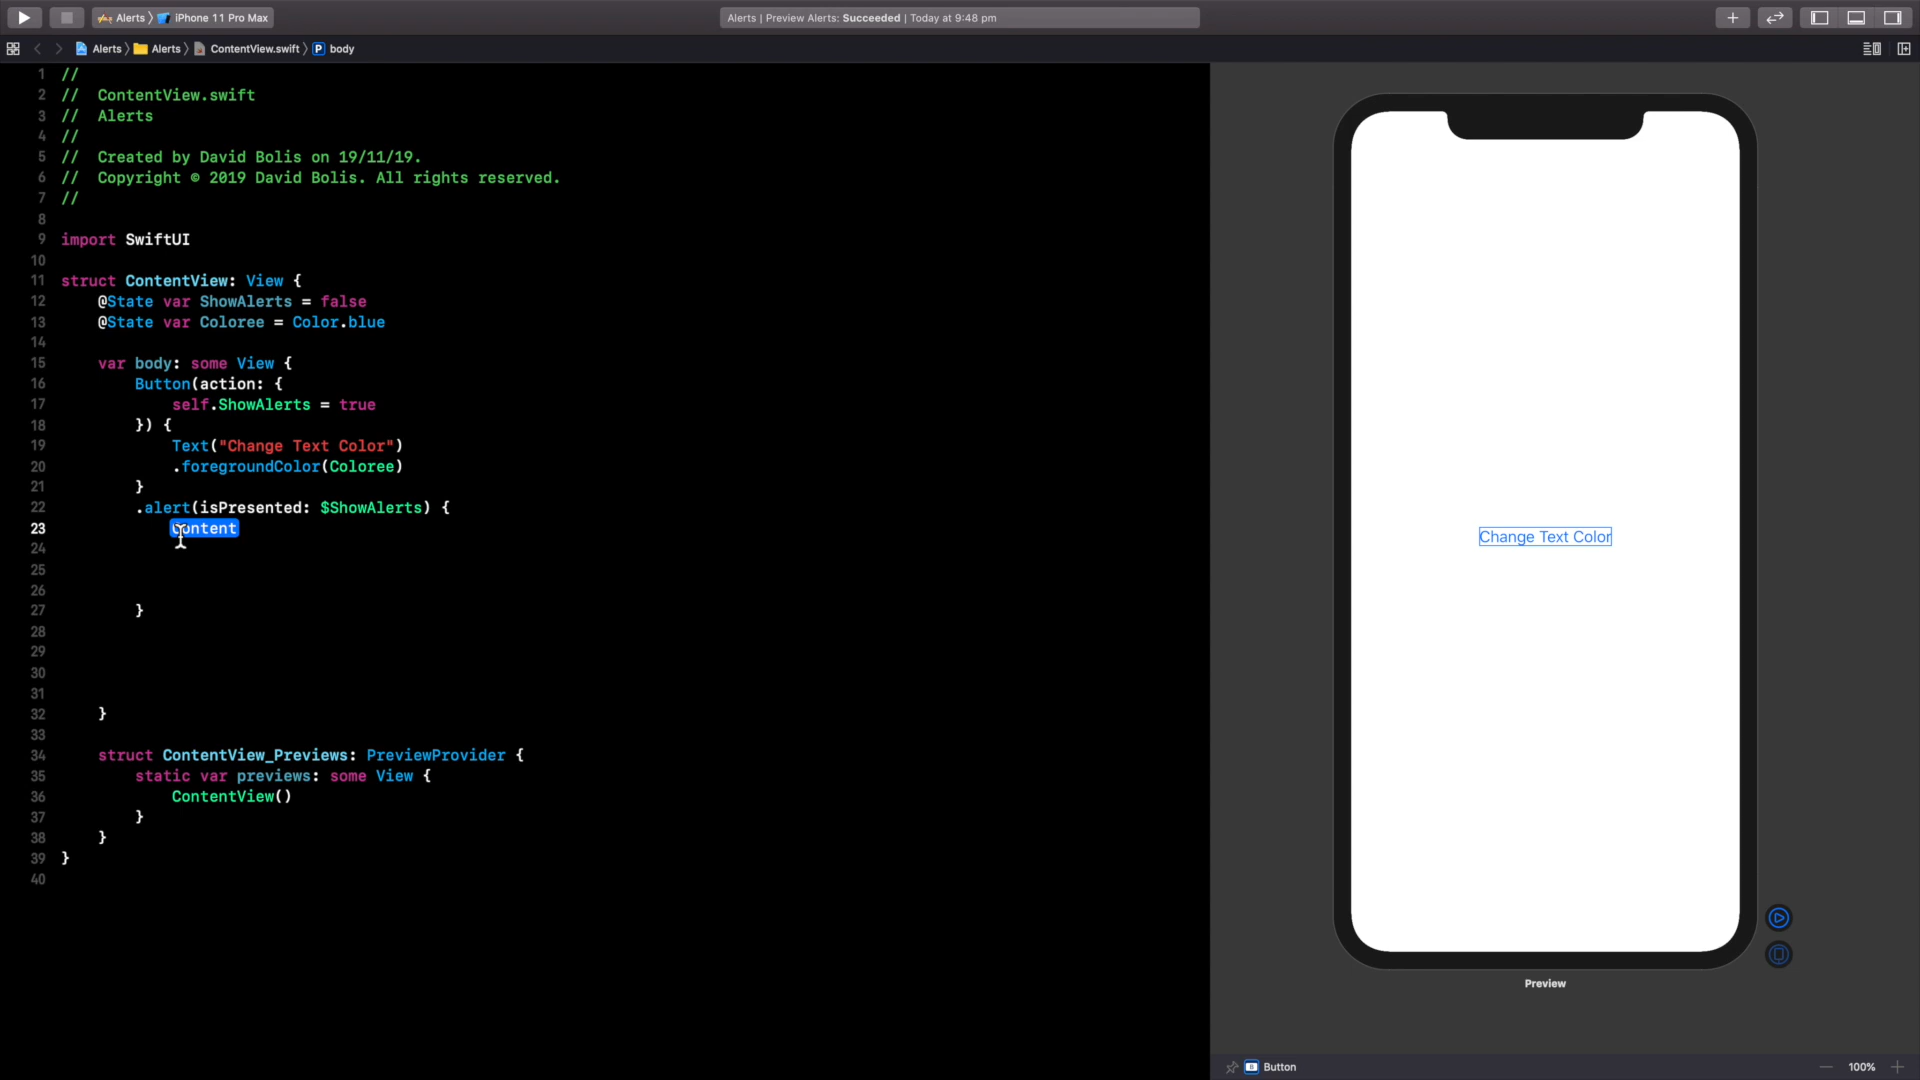 Alerts iPhone 11 Pro Max
Alerts | Preview Alerts: Succeeded | Today at 9:48 pm
Alerts Alerts ContentView.swift P body
1 //
2 // ContentView.swift
3 // Alerts
4 //
5 // Created by David Bolis on 19/11/19.
6 // Copyright © 2019 David Bolis. All rights reserved.
7 //
8
9 import SwiftUI
10
11 struct ContentView: View {
12 @State var ShowAlerts = false
13 @State var Coloree = Color.blue
14
15 var body: some View {
16 Button(action: {
17 self.ShowAlerts = true
18 }) {
19 Text("Change Text Color")
20 .foregroundColor(Coloree)
21 }
22 .alert(isPresented: $ShowAlerts) {
23 Content
24
25
26
27 }
28
29
30
31
32 }
33
34 struct ContentView_Previews: PreviewProvider {
35 static var previews: some View {
36 ContentView()
37 }
38 }
39 }
40
Change Text Color
Preview
Button
100%